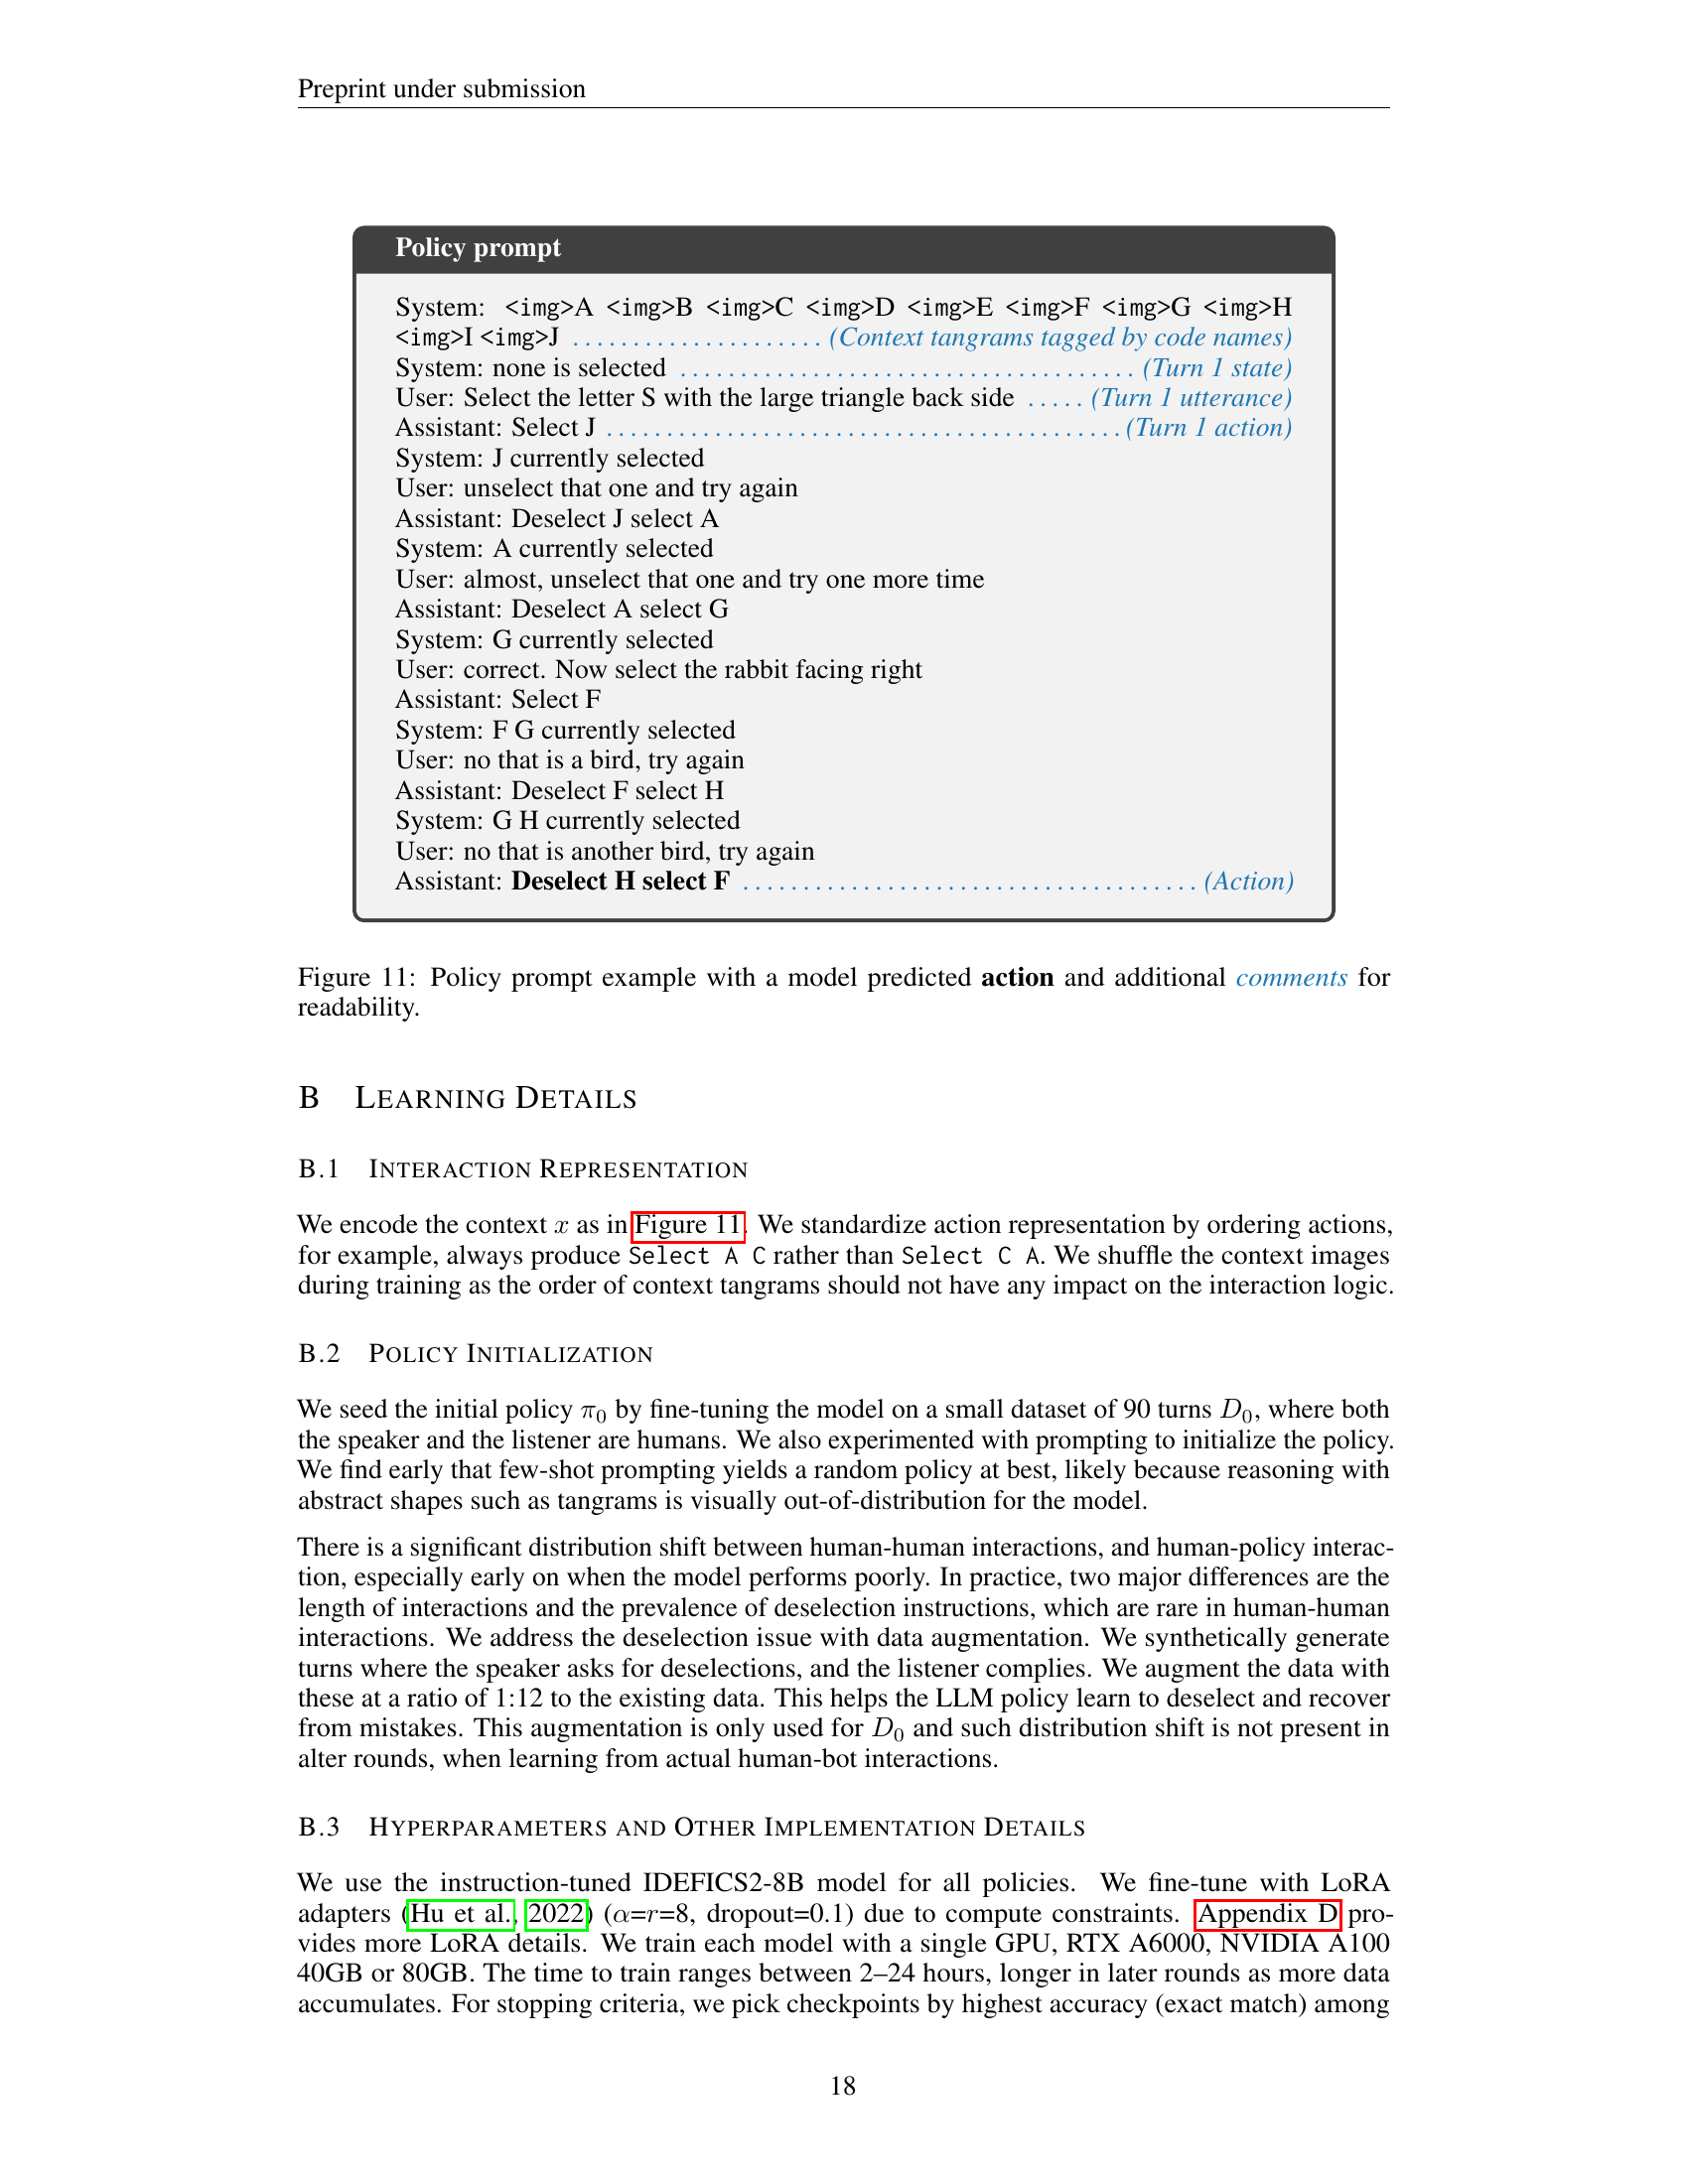 Preprint under submission
Policy prompt
System: <img>A <img>B <img>C <img>D <img>E <img>F <img>G <img>H
<img>I <img>J ..................... (Context tangrams tagged by code names)
System: none is selected ...................................... (Turn 1 state)
User: Select the letter S with the large triangle back side ..... (Turn 1 utterance)
Assistant: Select J ........................................... (Turn 1 action)
System: J currently selected
User: unselect that one and try again
Assistant: Deselect J select A
System: A currently selected
User: almost, unselect that one and try one more time
Assistant: Deselect A select G
System: G currently selected
User: correct. Now select the rabbit facing right
Assistant: Select F
System: F G currently selected
User: no that is a bird, try again
Assistant: Deselect F select H
System: G H currently selected
User: no that is another bird, try again
Assistant: Deselect H select F ...................................... (Action)
Figure 11: Policy prompt example with a model predicted action and additional comments for
readability.
B LEARNING DETAILS
B.1 INTERACTION REPRESENTATION
We encode the context x as in Figure 11. We standardize action representation by ordering actions,
for example, always produce Select A C rather than Select C A. We shuffle the context images
during training as the order of context tangrams should not have any impact on the interaction logic.
B.2 POLICY INITIALIZATION
We seed the initial policy π₀ by fine-tuning the model on a small dataset of 90 turns D₀, where both
the speaker and the listener are humans. We also experimented with prompting to initialize the policy.
We find early that few-shot prompting yields a random policy at best, likely because reasoning with
abstract shapes such as tangrams is visually out-of-distribution for the model.
There is a significant distribution shift between human-human interactions, and human-policy interac-
tion, especially early on when the model performs poorly. In practice, two major differences are the
length of interactions and the prevalence of deselection instructions, which are rare in human-human
interactions. We address the deselection issue with data augmentation. We synthetically generate
turns where the speaker asks for deselections, and the listener complies. We augment the data with
these at a ratio of 1:12 to the existing data. This helps the LLM policy learn to deselect and recover
from mistakes. This augmentation is only used for D₀ and such distribution shift is not present in
alter rounds, when learning from actual human-bot interactions.
B.3 HYPERPARAMETERS AND OTHER IMPLEMENTATION DETAILS
We use the instruction-tuned IDEFICS2-8B model for all policies. We fine-tune with LoRA
adapters (Hu et al., 2022) (α=r=8, dropout=0.1) due to compute constraints. Appendix D pro-
vides more LoRA details. We train each model with a single GPU, RTX A6000, NVIDIA A100
40GB or 80GB. The time to train ranges between 2–24 hours, longer in later rounds as more data
accumulates. For stopping criteria, we pick checkpoints by highest accuracy (exact match) among
18